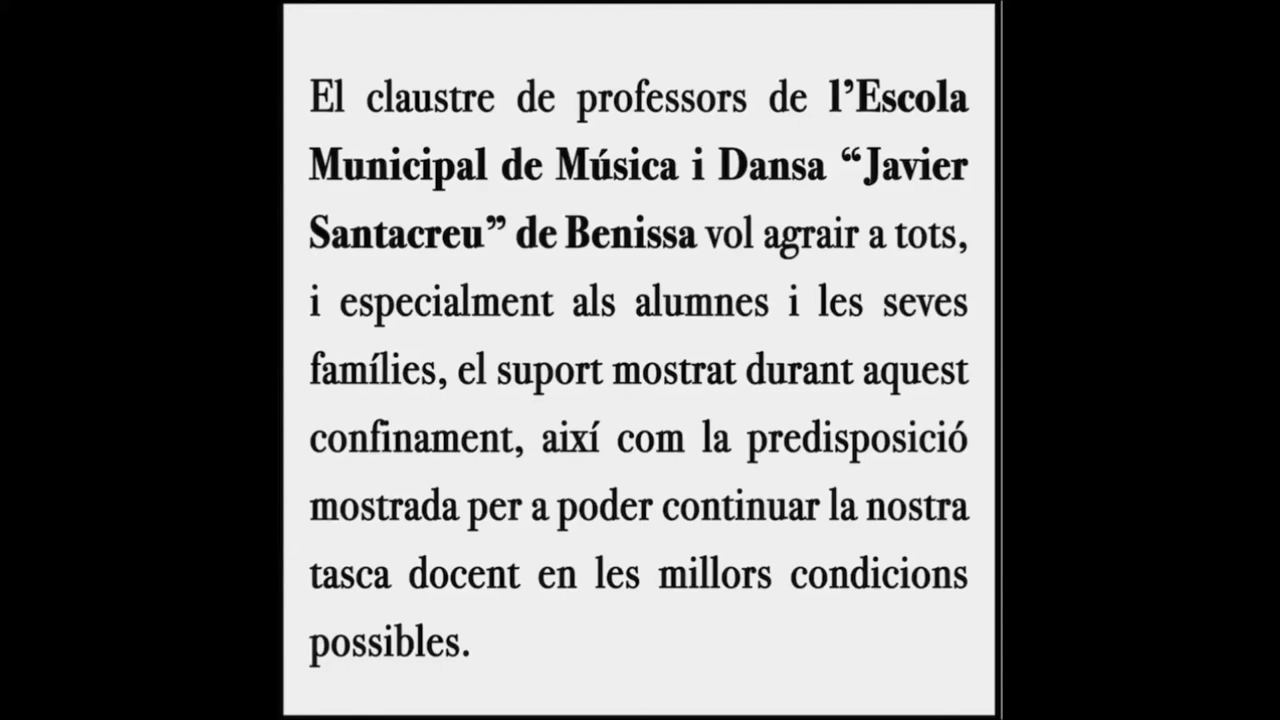 El claustre de professors de l’Escola
Municipal de Música i Dansa “Javier
Santacreu” de Benissa vol agrair a tots,
i especialment als alumnes i les seves
famílies, el suport mostrat durant aquest
confinament, així com la predisposició
mostrada per a poder continuar la nostra
tasca docent en les millors condicions
possibles.